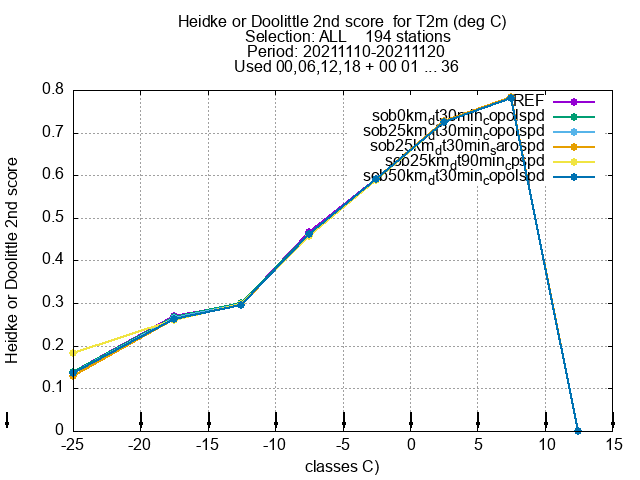 Heidke or Doolittle 2nd score for T2m (deg C)
Selection: ALL 194 stations
Period: 20211110-20211120
Used 00,06,12,18 + 00 01 ... 36
REF
sob0km_dt30min_copolspd
sob25km_dt30min_copospd
sob25km_dt30min_sarospd
sob25km_dt90min_cpspd
sob50km_dt30min_copolspd
Heidke or Doolittle 2nd score
0.8
0.7
0.6
0.5
0.4
0.3
0.2
0.1
0
-25 -20 -15 -10 -5 0 5 10 15
classes C)